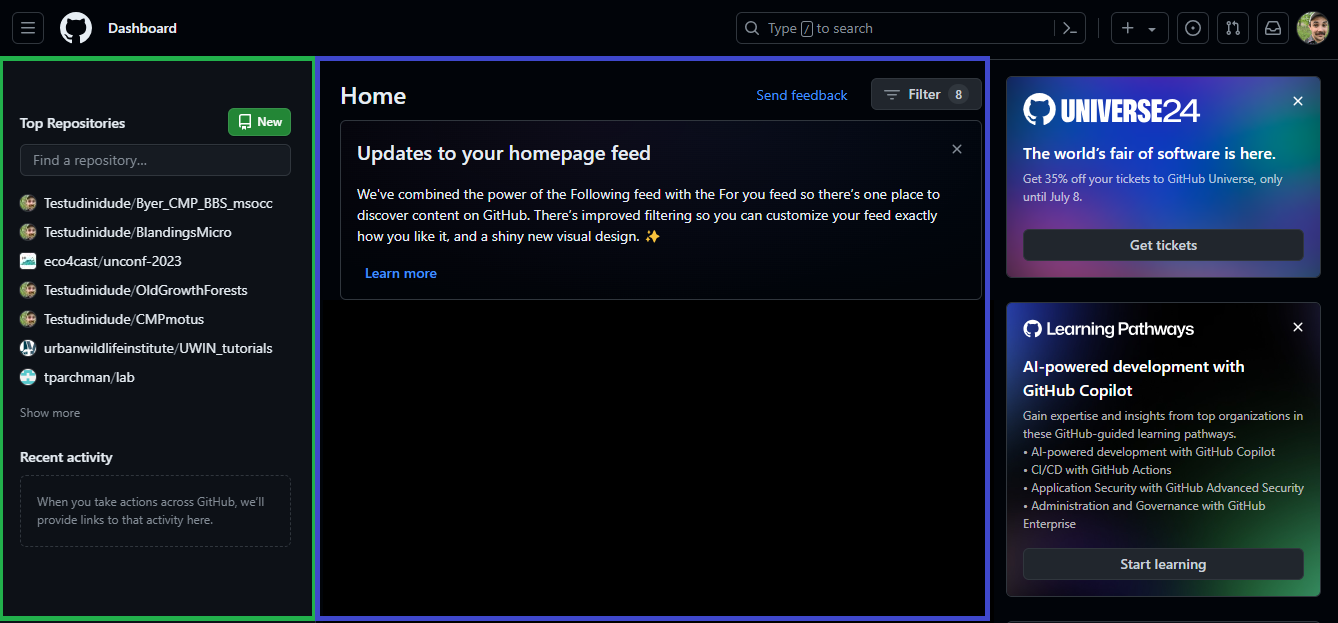 Dashboard
Type / to search
Top Repositories
New
Find a repository...
Testudinidude/Byer_CMP_BBS_msocc
Testudinidude/BlandingsMicro
eco4cast/unconf-2023
Testudinidude/OldGrowthForests
Testudinidude/CMPmotus
urbanwildlifeinstitute/UWIN_tutorials
tparchman/lab
Show more
Recent activity
When you take actions across GitHub, we'll
provide links to that activity here.
Home
Send feedback
Filter 8
Updates to your homepage feed
We've combined the power of the Following feed with the For you feed so there's one place to
discover content on GitHub. There's improved filtering so you can customize your feed exactly
how you like it, and a shiny new visual design. ✨
Learn more
UNIVERSE24
The world's fair of software is here.
Get 35% off your tickets to GitHub Universe, only
until July 8.
Get tickets
Learning Pathways
AI-powered development with
GitHub Copilot
Gain expertise and insights from top organizations in
these GitHub-guided learning pathways.
• AI-powered development with GitHub Copilot
• CI/CD with GitHub Actions
• Application Security with GitHub Advanced Security
• Administration and Governance with GitHub
Enterprise
Start learning